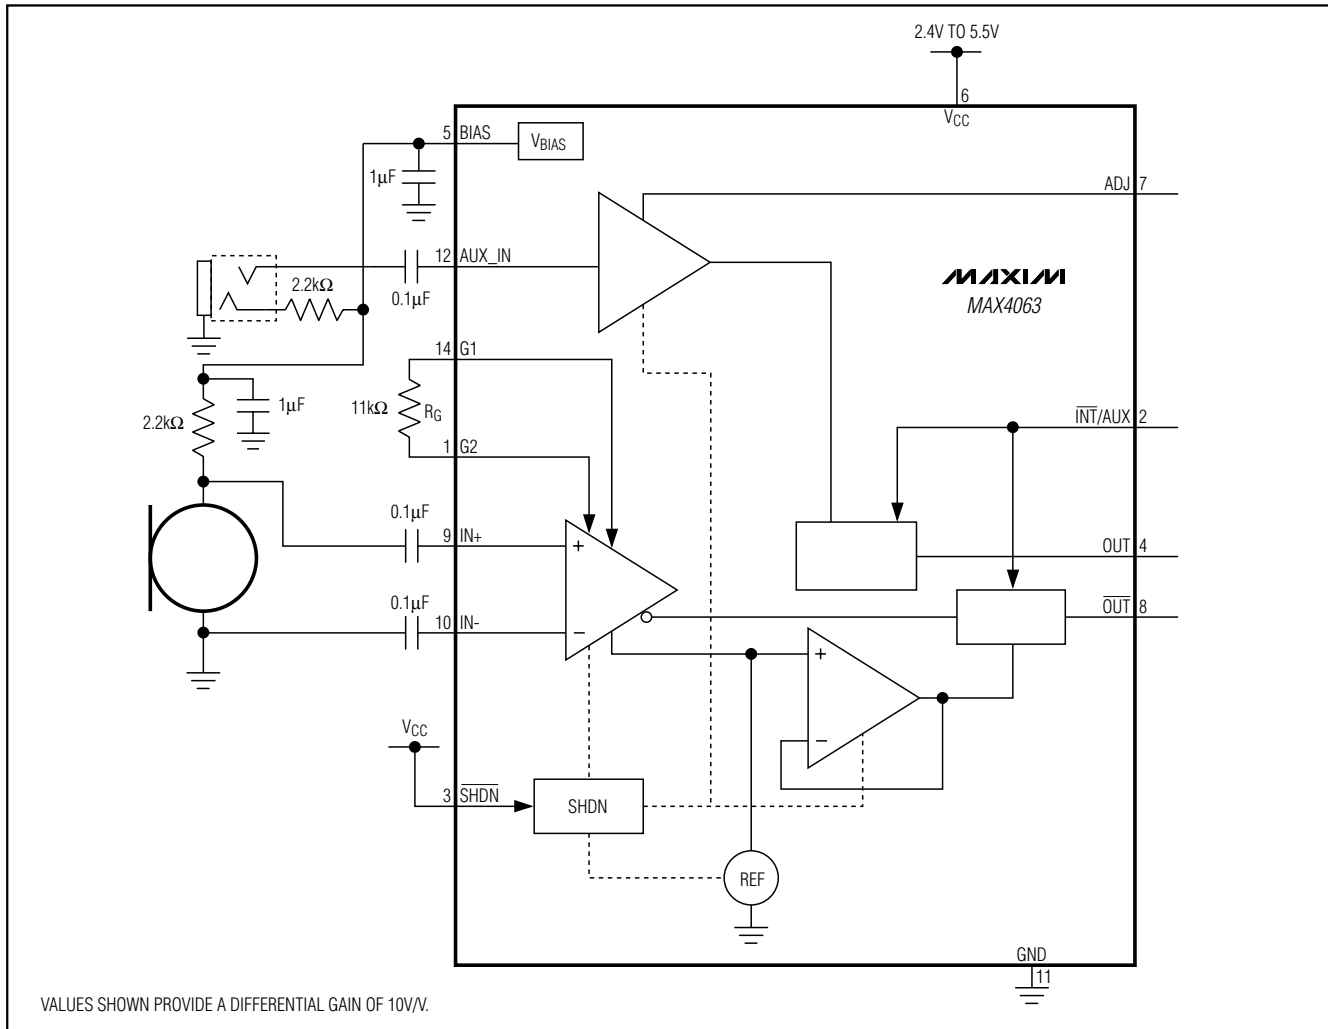 2.4V TO 5.5V
6
VCC
5 BIAS
VBIAS
1µF
ADJ 7
12 AUX_IN
0.1µF
2.2kΩ
MAXIM
MAX4063
14 G1
11kΩ RG
1µF
2.2kΩ
1 G2
INT/AUX 2
0.1µF
9 IN+
+
OUT 4
0.1µF
OUT 8
10 IN-
−
+
−
VCC
3 SHDN
SHDN
REF
GND
11
VALUES SHOWN PROVIDE A DIFFERENTIAL GAIN OF 10V/V.